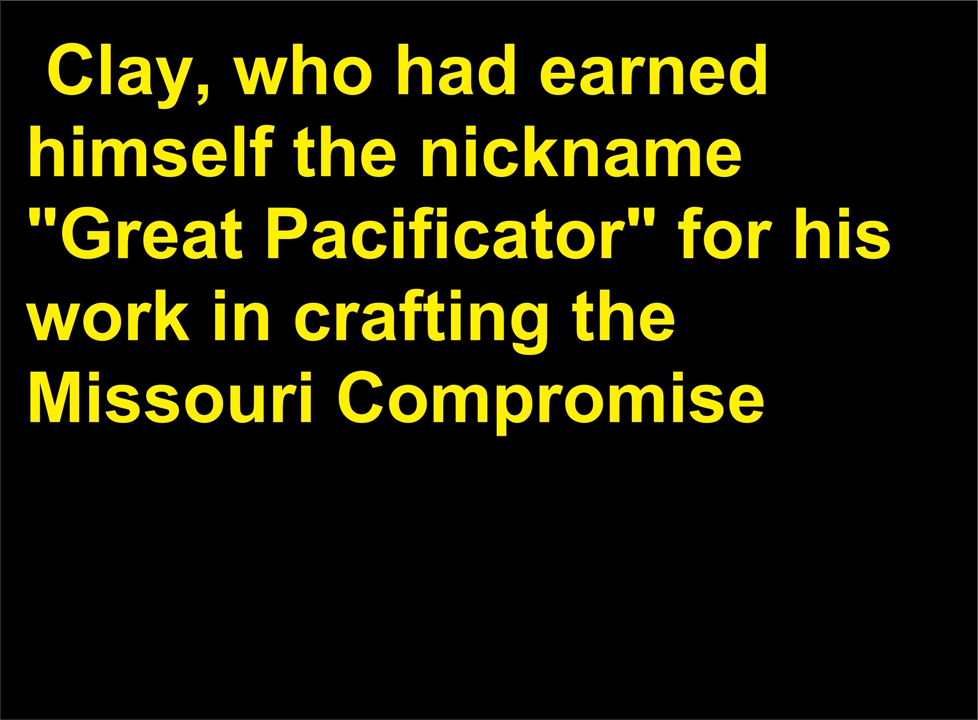 Clay, who had earned
himself the nickname
"Great Pacificator" for his
work in crafting the
Missouri Compromise